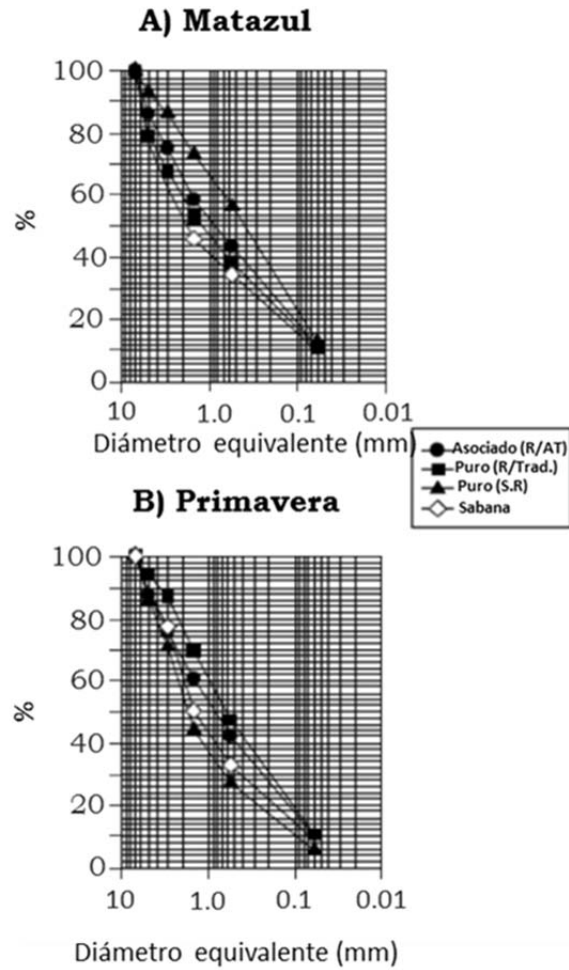 A) Matazul
100
80
60
40
20
0
%
10 1.0 0.1 0.01
Diámetro equivalente (mm)
Asociado (R/AT)
Puro (R/Trad.)
Puro (S.R)
Sabana
B) Primavera
100
80
60
40
20
0
%
10 1.0 0.1 0.01
Diámetro equivalente (mm)